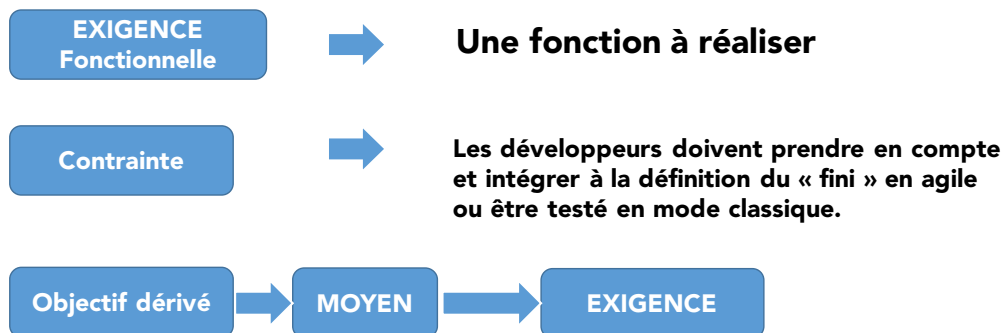 EXIGENCE
Fonctionnelle
Une fonction à réaliser
Contrainte
Les développeurs doivent prendre en compte
et intégrer à la définition du « fini » en agile
ou être testé en mode classique.
Objectif dérivé
MOYEN
EXIGENCE